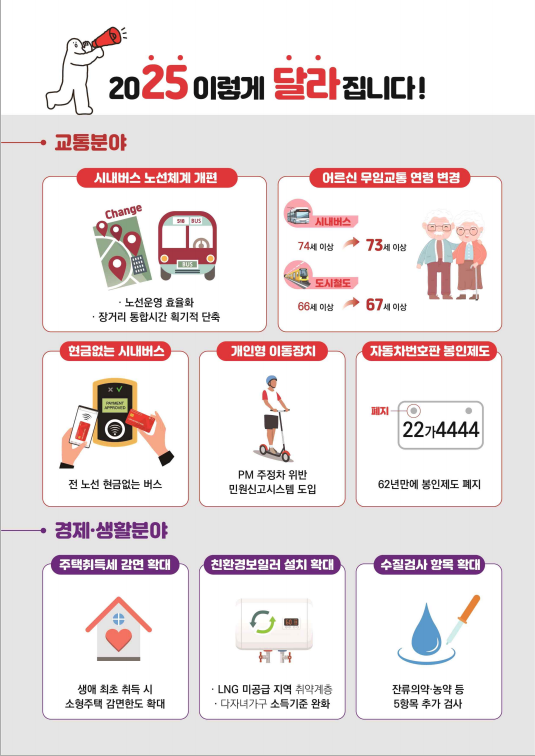 2025 이렇게 달라집니다!
교통분야
시내버스 노선체계 개편
Change
신바 BUS
BUS
· 노선운영 효율화
· 장거리 통합시간 획기적 단축
어르신 무임교통 연령 변경
시내버스
74세 이상 73세 이상
도시철도
66세 이상 67세 이상
현금없는 시내버스
PAYMENT
APPROVED
전 노선 현금없는 버스
개인형 이동장치
PM 주정차 위반
민원신고시스템 도입
자동차번호판 봉인제도
폐지
22가4444
62년만에 봉인제도 폐지
경제·생활분야
주택취득세 감면 확대
생애 최초 취득 시
소형주택 감면한도 확대
친환경보일러 설치 확대
· LNG 미공급 지역 취약계층
· 다자녀가구 소득기준 완화
수질검사 항목 확대
잔류의약·농약 등
5항목 추가 검사